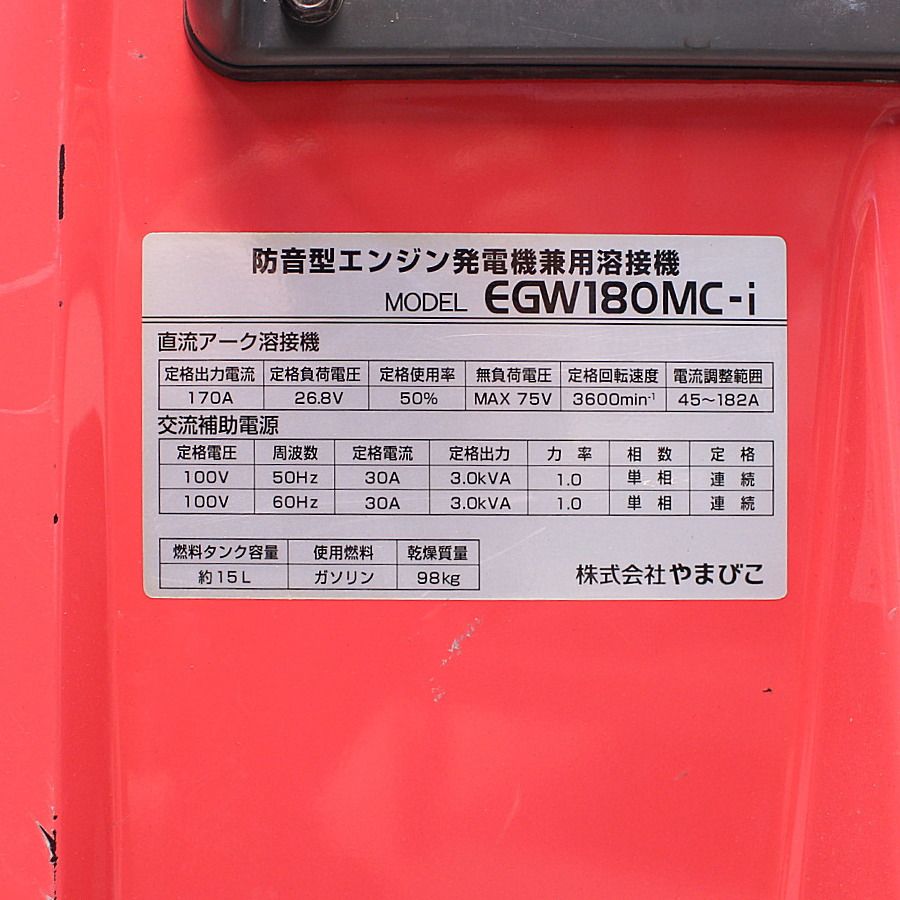 防音型エンジン発電機兼用溶接機
MODEL EGW180MC-i
直流アーク溶接機
定格出力電流 定格負荷電圧 定格使用率 無負荷電圧 定格回転速度 電流調整範囲
170A 26.8V 50% MAX 75V 3600min⁻¹ 45～182A
交流補助電源
定格電圧 周波数 定格電流 定格出力 力率 相数 定格
100V 50Hz 30A 3.0kVA 1.0 単相 連続
100V 60Hz 30A 3.0kVA 1.0 単相 連続
燃料タンク容量 使用燃料 乾燥質量
約15L ガソリン 98kg
株式会社やまびこ